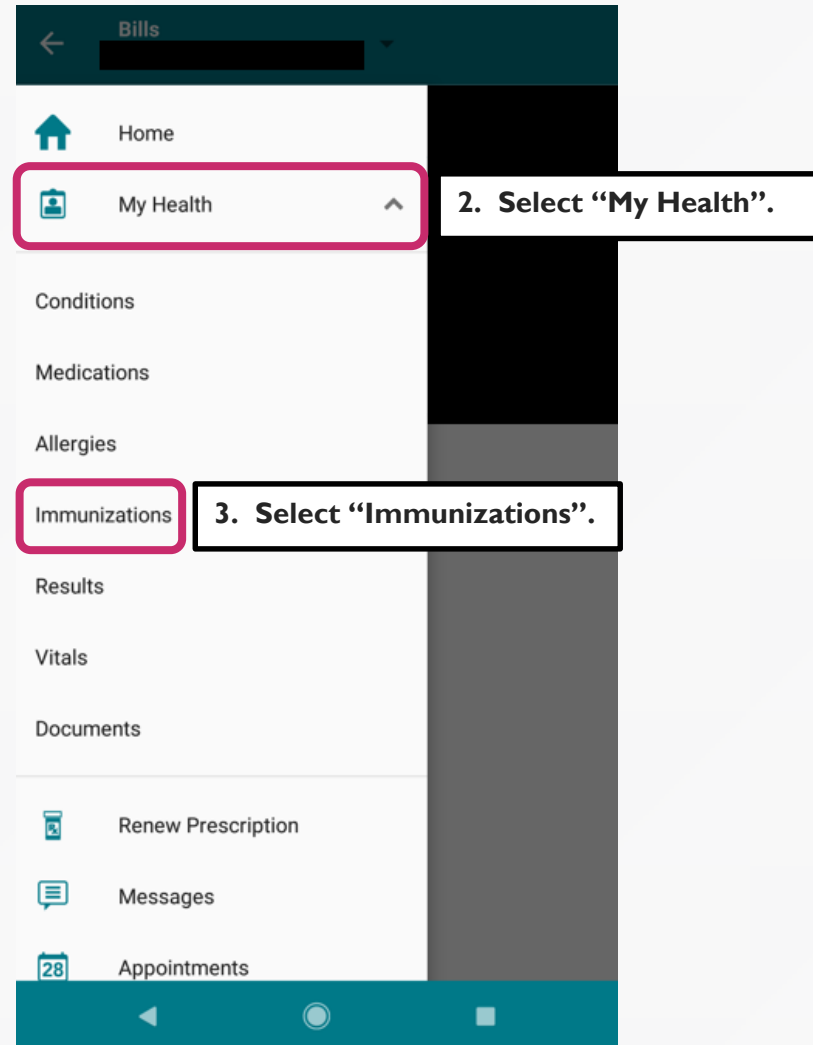 Bills
Home
My Health
2. Select “My Health”.
Conditions
Medications
Allergies
Immunizations
3. Select “Immunizations”.
Results
Vitals
Documents
Renew Prescription
Messages
28
Appointments